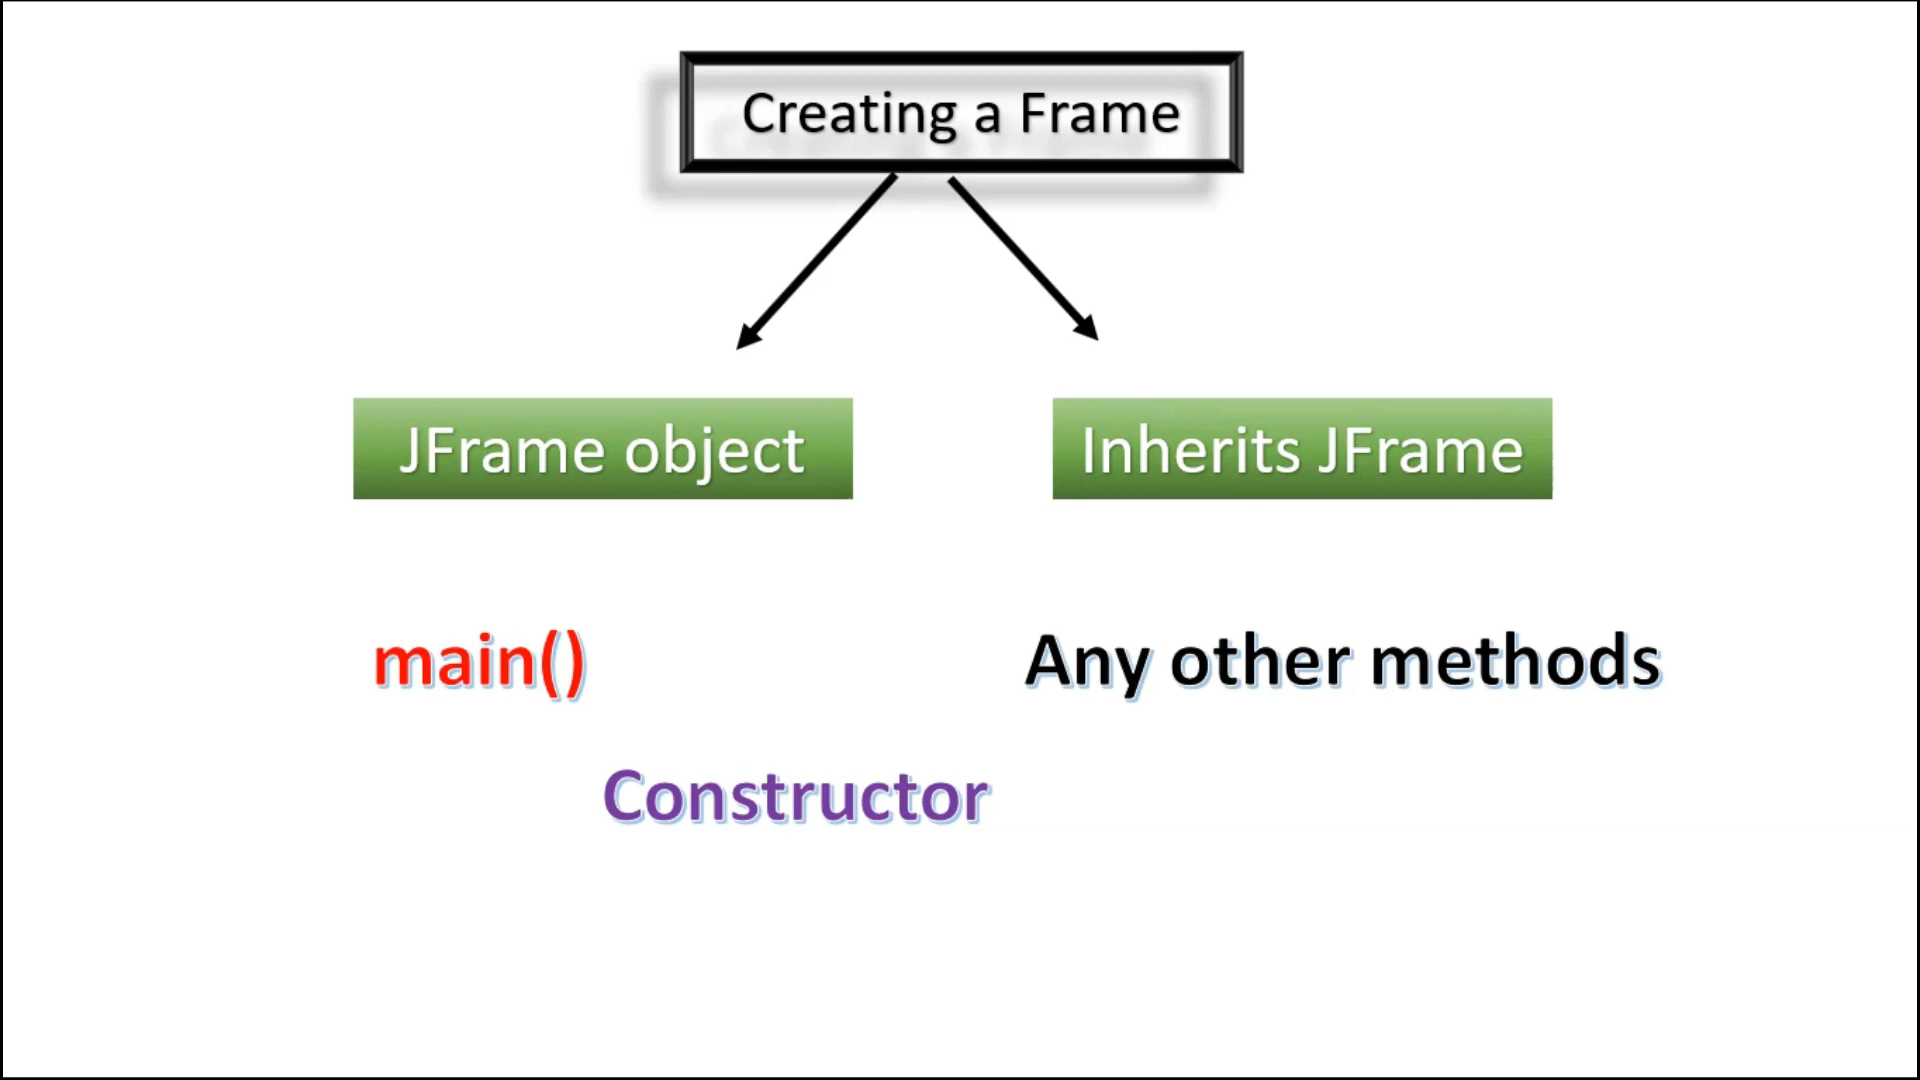 Creating a Frame
JFrame object
Inherits JFrame
main()
Any other methods
Constructor